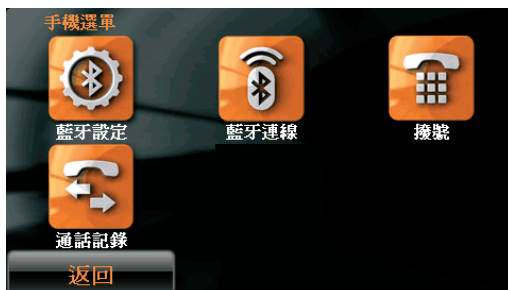 手機選單
藍牙設定
藍牙連線
撥號
通話記錄
返回